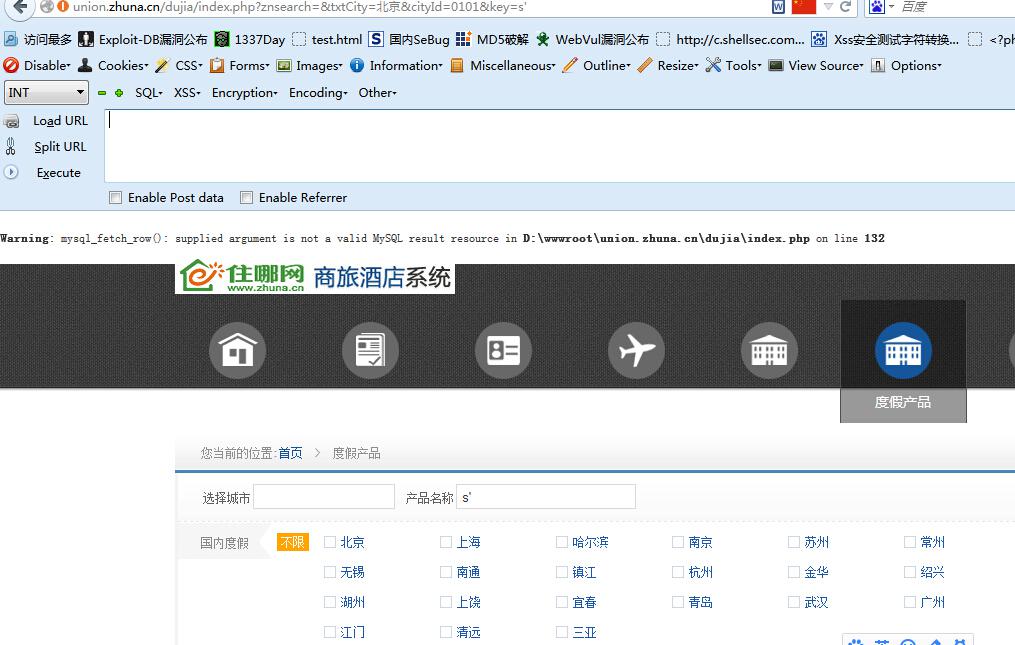 union.zhuna.cn/dujia/index.php?znsearch=&txtCity=北京&cityId=0101&key=s' 百度
访问最多 Exploit-DB漏洞公布 1337Day test.html 国内SeBug MD5破解 WebVul漏洞公布 http://c.shellsec.com... Xss安全测试字符转换... <?p
Disable Cookies CSS Forms Images Information Miscellaneous Outline Resize Tools View Source Options
INT SQL XSS Encryption Encoding Other
Load URL
Split URL
Execute
Enable Post data Enable Referrer
Warning: mysql_fetch_row(): supplied argument is not a valid MySQL result resource in D:\wwwroot\union.zhuna.cn\dujia\index.php on line 132
住哪网 商旅酒店系统
www.zhuna.cn
度假产品
您当前的位置:首页 > 度假产品
选择城市 产品名称 s'
国内度假 不限 北京 上海 哈尔滨 南京 苏州 常州
无锡 南通 镇江 杭州 金华 绍兴
湖州 上饶 宜春 青岛 武汉 广州
江门 清远 三亚